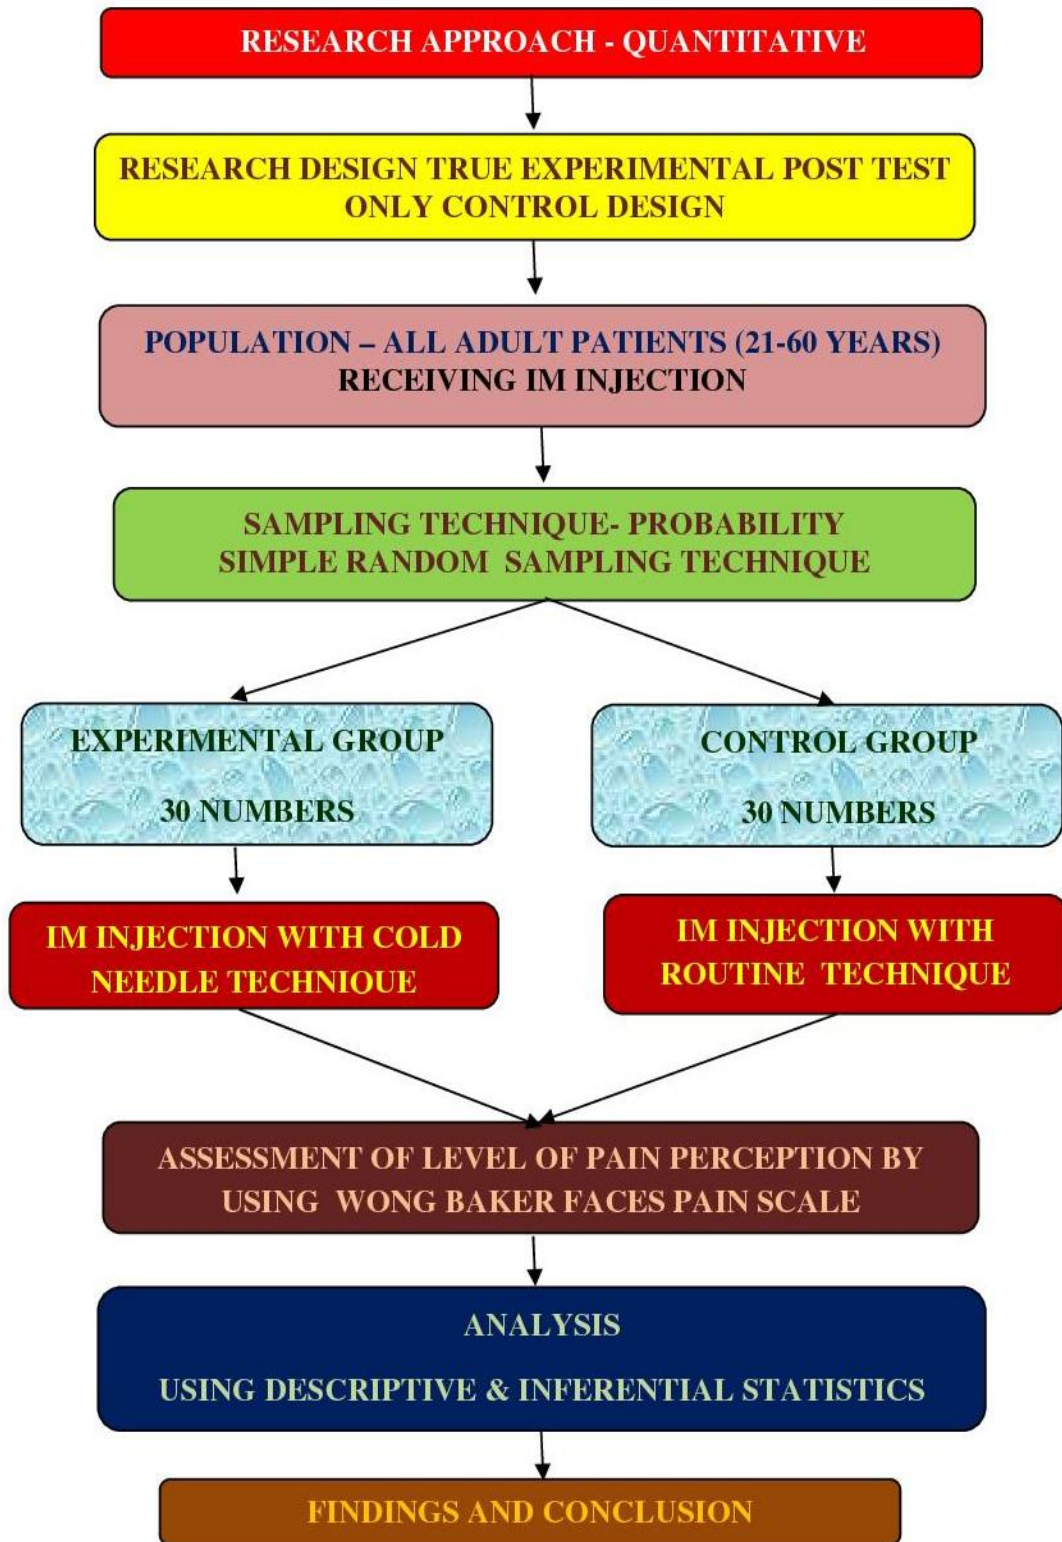 RESEARCH APPROACH - QUANTITATIVE
RESEARCH DESIGN TRUE EXPERIMENTAL POST TEST
ONLY CONTROL DESIGN
POPULATION – ALL ADULT PATIENTS (21-60 YEARS)
RECEIVING IM INJECTION
SAMPLING TECHNIQUE- PROBABILITY
SIMPLE RANDOM SAMPLING TECHNIQUE
EXPERIMENTAL GROUP
30 NUMBERS
CONTROL GROUP
30 NUMBERS
IM INJECTION WITH COLD
NEEDLE TECHNIQUE
IM INJECTION WITH
ROUTINE TECHNIQUE
ASSESSMENT OF LEVEL OF PAIN PERCEPTION BY
USING WONG BAKER FACES PAIN SCALE
ANALYSIS
USING DESCRIPTIVE & INFERENTIAL STATISTICS
FINDINGS AND CONCLUSION